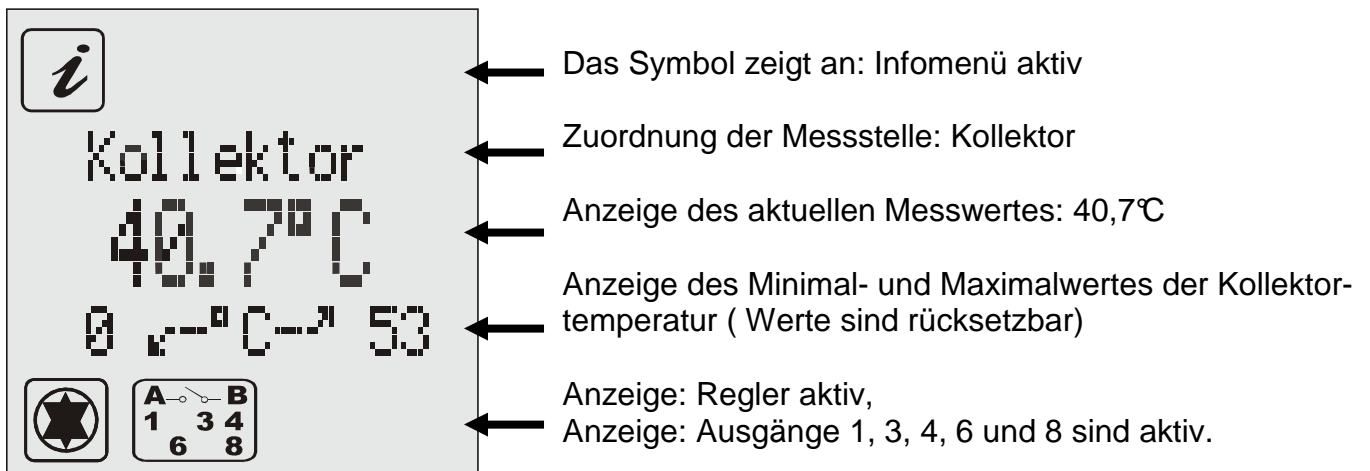 i
Das Symbol zeigt an: Infomenü aktiv
Kollektor
Zuordnung der Messstelle: Kollektor
40.7°C
Anzeige des aktuellen Messwertes: 40,7°C
0 ↙--°C--↗ 53
Anzeige des Minimal- und Maximalwertes der Kollektor-
temperatur ( Werte sind rücksetzbar)
A B
1 3 4
6 8
Anzeige: Regler aktiv,
Anzeige: Ausgänge 1, 3, 4, 6 und 8 sind aktiv.